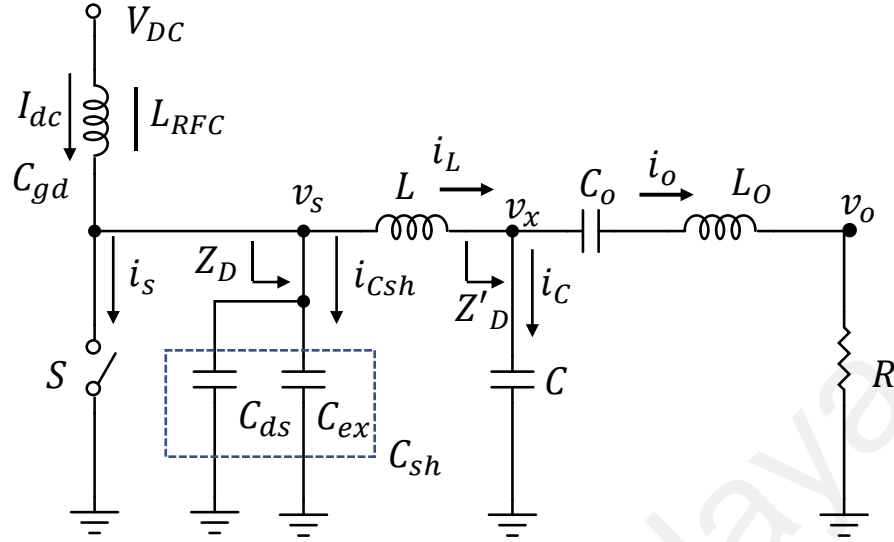 V_DC
I_dc
L_RFC
C_gd
i_L
L
C_o
i_o
L_O
v_s
v_x
v_o
i_s
Z_D
i_Csh
Z'_D
i_C
S
C_ds
C_ex
C
R
C_sh